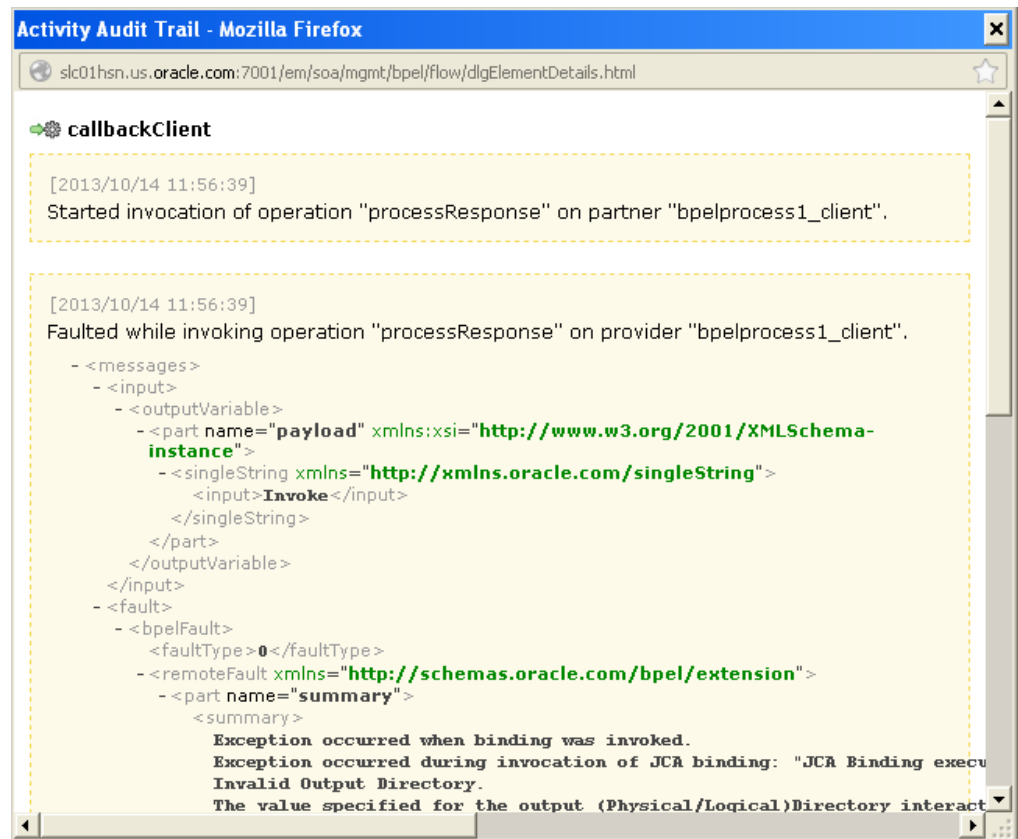 Activity Audit Trail - Mozilla Firefox
slc01hsn.us.oracle.com:7001/em/soa/mgmt/bpel/flow/dlgElementDetails.html
callbackClient
[2013/10/14 11:56:39]
Started invocation of operation "processResponse" on partner "bpelprocess1_client".
[2013/10/14 11:56:39]
Faulted while invoking operation "processResponse" on provider "bpelprocess1_client".
- <messages>
- <input>
- <outputVariable>
- <part name="payload" xmlns:xsi="http://www.w3.org/2001/XMLSchema-
instance">
- <singleString xmlns="http://xmlns.oracle.com/singleString">
<input>Invoke</input>
</singleString>
</part>
</outputVariable>
</input>
- <fault>
- <bpelFault>
<faultType>0</faultType>
- <remoteFault xmlns="http://schemas.oracle.com/bpel/extension">
- <part name="summary">
<summary>
Exception occurred when binding was invoked.
Exception occurred during invocation of JCA binding: "JCA Binding execu
Invalid Output Directory.
The value specified for the output (Physical/Logical)Directory interact